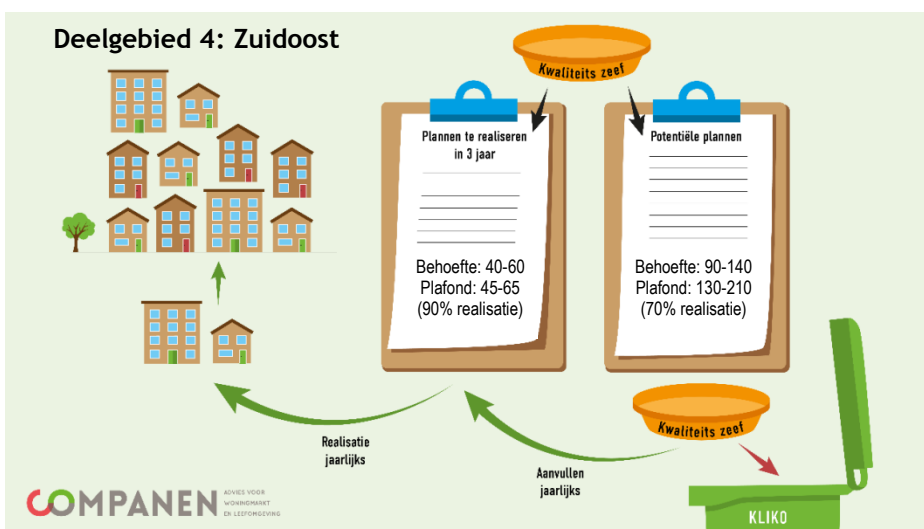 Deelgebied 4: Zuidoost
Kwaliteits zeef
Plannen te realiseren
in 3 jaar
Behoefte: 40-60
Plafond: 45-65
(90% realisatie)
Potentiële plannen
Behoefte: 90-140
Plafond: 130-210
(70% realisatie)
Kwaliteits zeef
Realisatie
jaarlijks
Aanvullen
jaarlijks
KLIKO
COMPANEN
ADVIES VOOR
WONINGMARKT
EN LEEFOMGEVING